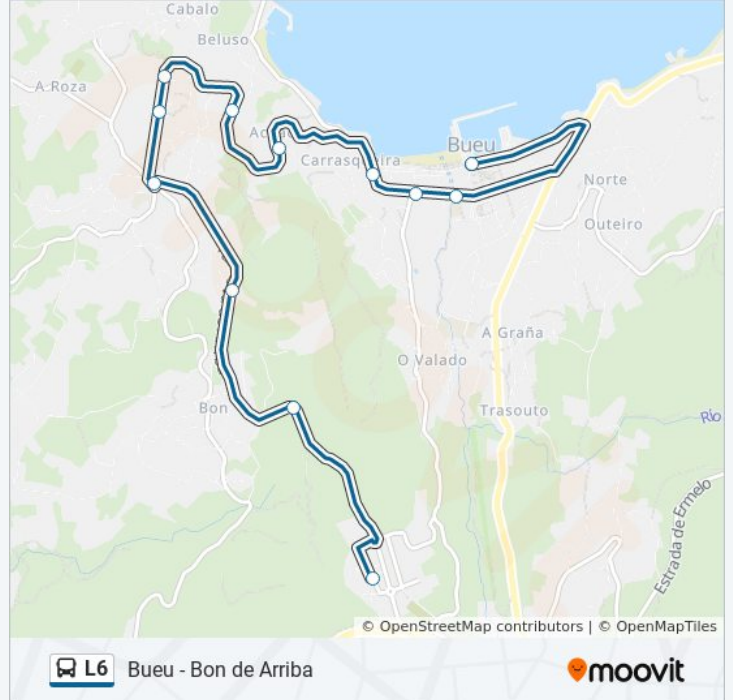 Cabalo
Beluso
A Roza
Bueu
Carrasqueira
Norte
Outeiro
A Graña
O Valado
Bon
Trasouto
Río
Estrada de Ermelo
© OpenStreetMap contributors | © OpenMapTiles
L6 Bueu - Bon de Arriba
moovit